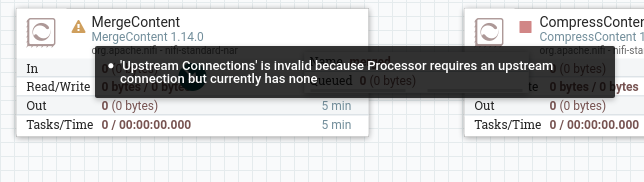 MergeContent
MergeContent 1.14.0
org.apache.nifi - nifi-standard-nar
In
Read/Write 0 bytes / 0 bytes
Out 0 (0 bytes) 5 min
Tasks/Time 0 / 00:00:00.000 5 min
• 'Upstream Connections' is invalid because Processor requires an upstream
connection but currently has none
Queued 0 (0 bytes)
CompressConten
CompressContent 1.
org.apache.nifi - nifi-sta
te 0 bytes / 0 bytes
Out 0 (0 bytes)
Tasks/Time 0 / 00:00:00.000